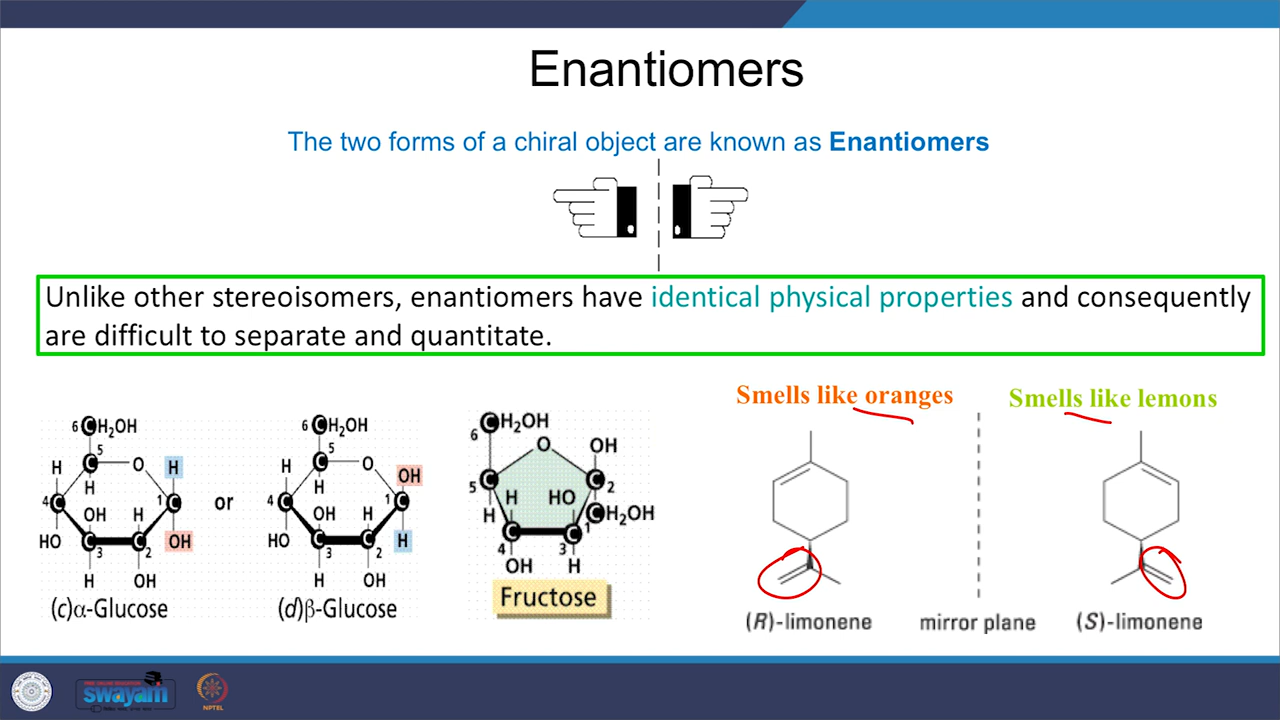 Enantiomers
The two forms of a chiral object are known as Enantiomers
Unlike other stereoisomers, enantiomers have identical physical properties and consequently
are difficult to separate and quantitate.
Smells like oranges
Smells like lemons
6 CH₂OH
5
H
O
H
H
4
C
C
1
C
OH
H
HO
C
C
OH
3
2
H
OH
(c)α-Glucose
or
6 CH₂OH
5
H
O
OH
H
4
C
C
1
C
OH
H
HO
C
C
H
3
2
H
OH
(d)β-Glucose
CH₂OH
6
O
OH
5
C
C
2
H
HO
H
CH₂OH
1
C
C
4
3
OH
H
Fructose
(R)-limonene
mirror plane
(S)-limonene
swayam
NPTEL